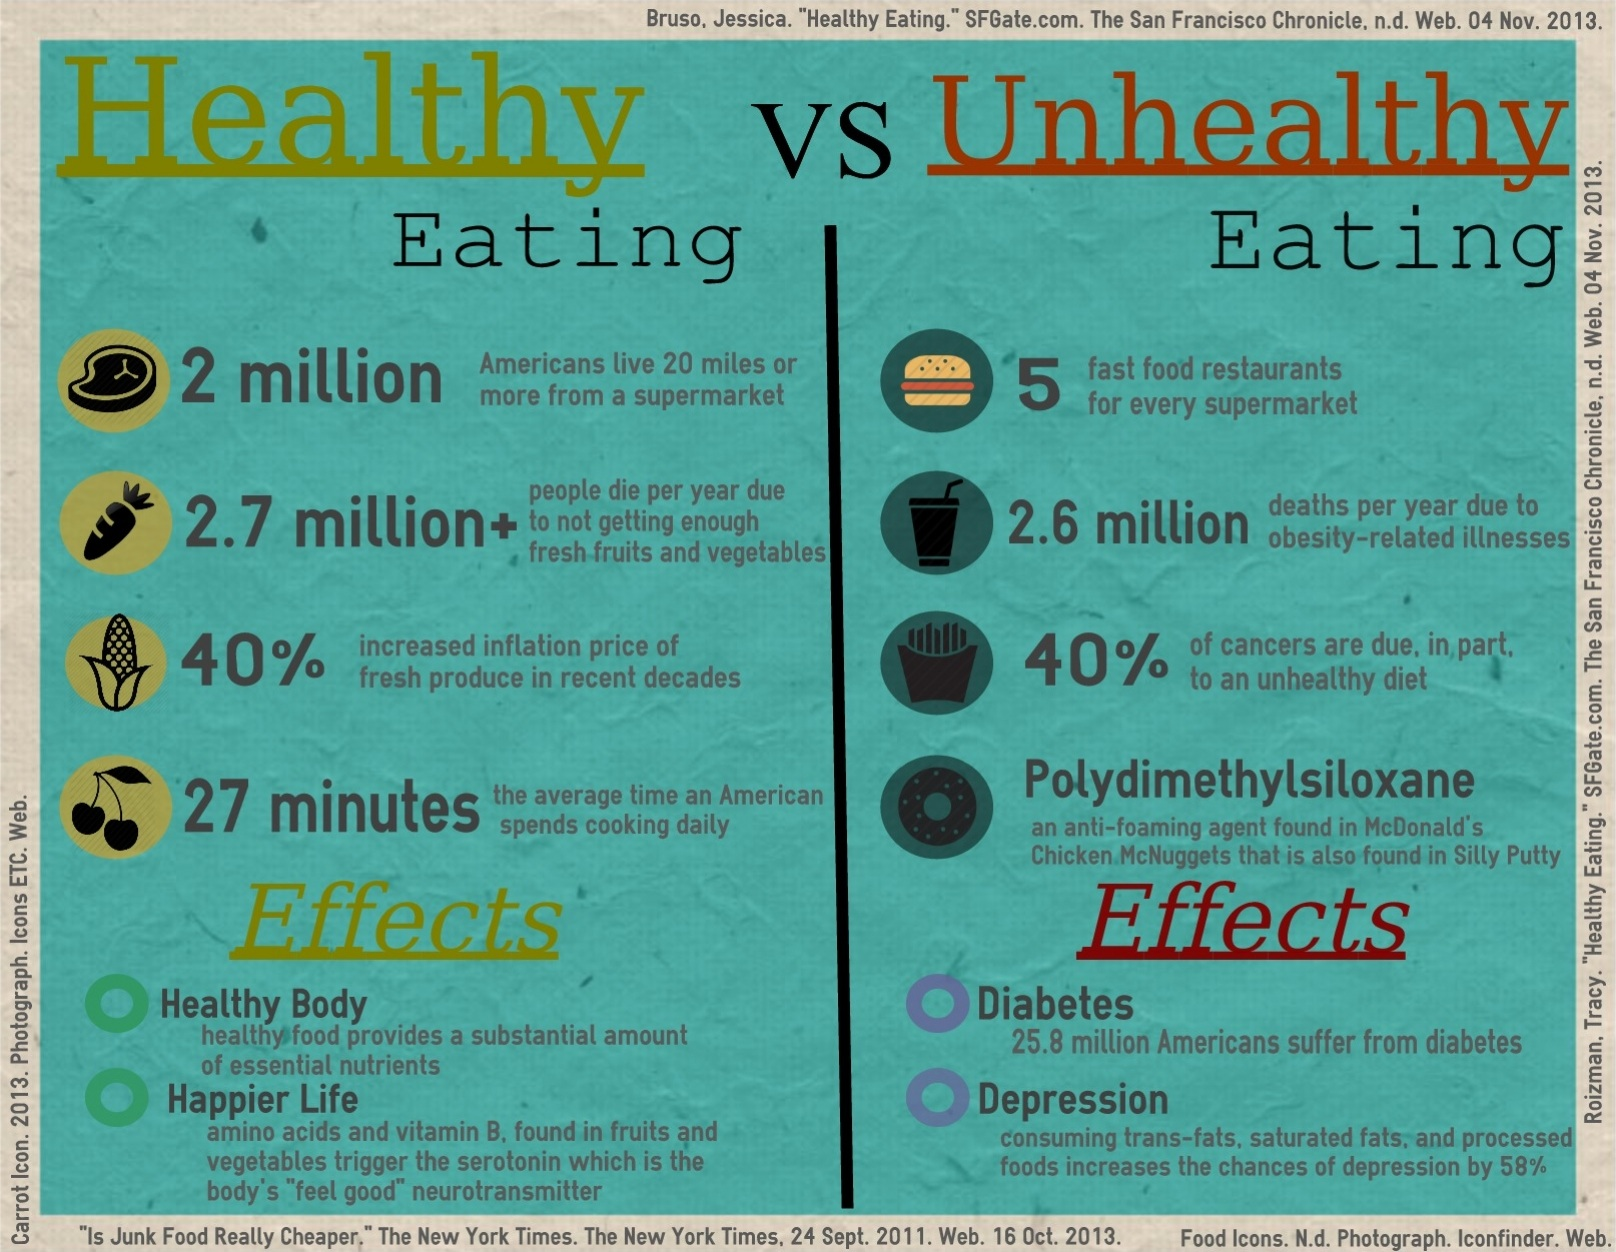 Bruso, Jessica. "Healthy Eating." SFGate.com. The San Francisco Chronicle, n.d. Web. 04 Nov. 2013.
Healthy
Eating
VS
Unhealthy
Eating
2 million
Americans live 20 miles or
more from a supermarket
2.7 million+
people die per year due
to not getting enough
fresh fruits and vegetables
40%
increased inflation price of
fresh produce in recent decades
27 minutes
the average time an American
spends cooking daily
Effects
Healthy Body
healthy food provides a substantial amount
of essential nutrients
Happier Life
amino acids and vitamin B, found in fruits and
vegetables trigger the serotonin which is the
body's "feel good" neurotransmitter
5
fast food restaurants
for every supermarket
2.6 million
deaths per year due to
obesity-related illnesses
40%
of cancers are due, in part,
to an unhealthy diet
Polydimethylsiloxane
an anti-foaming agent found in McDonald's
Chicken McNuggets that is also found in Silly Putty
Effects
Diabetes
25.8 million Americans suffer from diabetes
Depression
consuming trans-fats, saturated fats, and processed
foods increases the chances of depression by 58%
Roizman, Tracy. "Healthy Eating." SFGate.com. The San Francisco Chronicle, n.d. Web. 04 Nov. 2013.
Carrot Icon. 2013. Photograph. Icons ETC. Web.
"Is Junk Food Really Cheaper." The New York Times. The New York Times, 24 Sept. 2011. Web. 16 Oct. 2013.
Food Icons. N.d. Photograph. Iconfinder. Web.